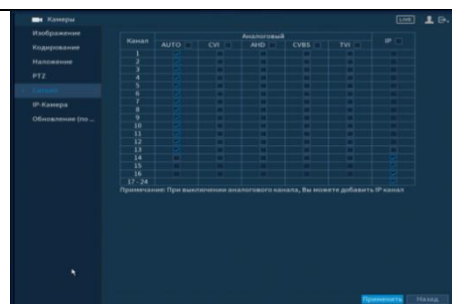 Камеры
LIVE
Изображение
Кодирование
Наложение
PTZ
Сигнал
IP-Камера
Обновление (по ...
Аналоговый
Канал AUTO CVI AHD CVBS TVI IP
1
2
3
4
5
6
7
8
9
10
11
12
13
14
15
16
17-24
Примечание: При выключении аналогового канала, Вы можете добавить IP канал
Применить Назад